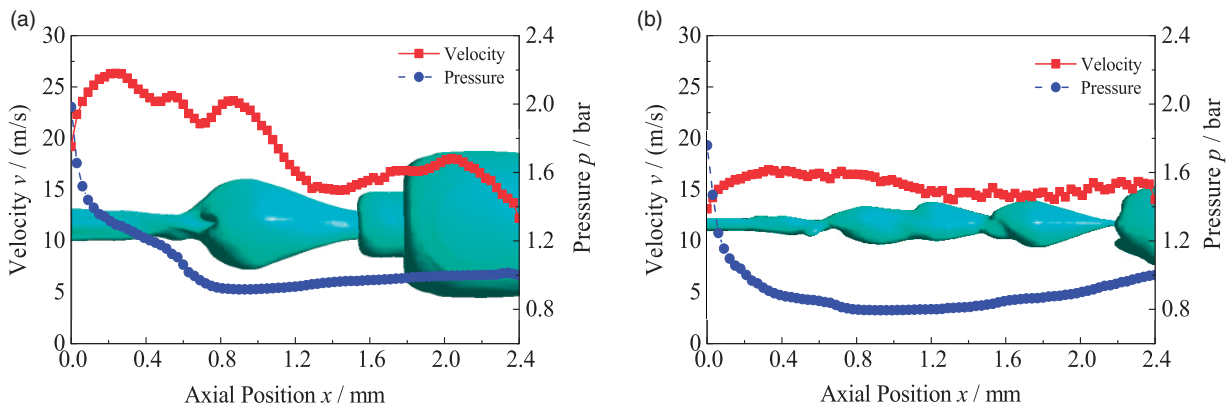 (a)
30
25
20
15
10
5
0
Velocity v / (m/s)
2.4
2.0
1.6
1.2
0.8
Pressure p / bar
Velocity
Pressure
0.0 0.4 0.8 1.2 1.6 2.0 2.4
Axial Position x / mm
(b)
30
25
20
15
10
5
0
Velocity v / (m/s)
2.4
2.0
1.6
1.2
0.8
Pressure p / bar
Velocity
Pressure
0.0 0.4 0.8 1.2 1.6 2.0 2.4
Axial Position x / mm